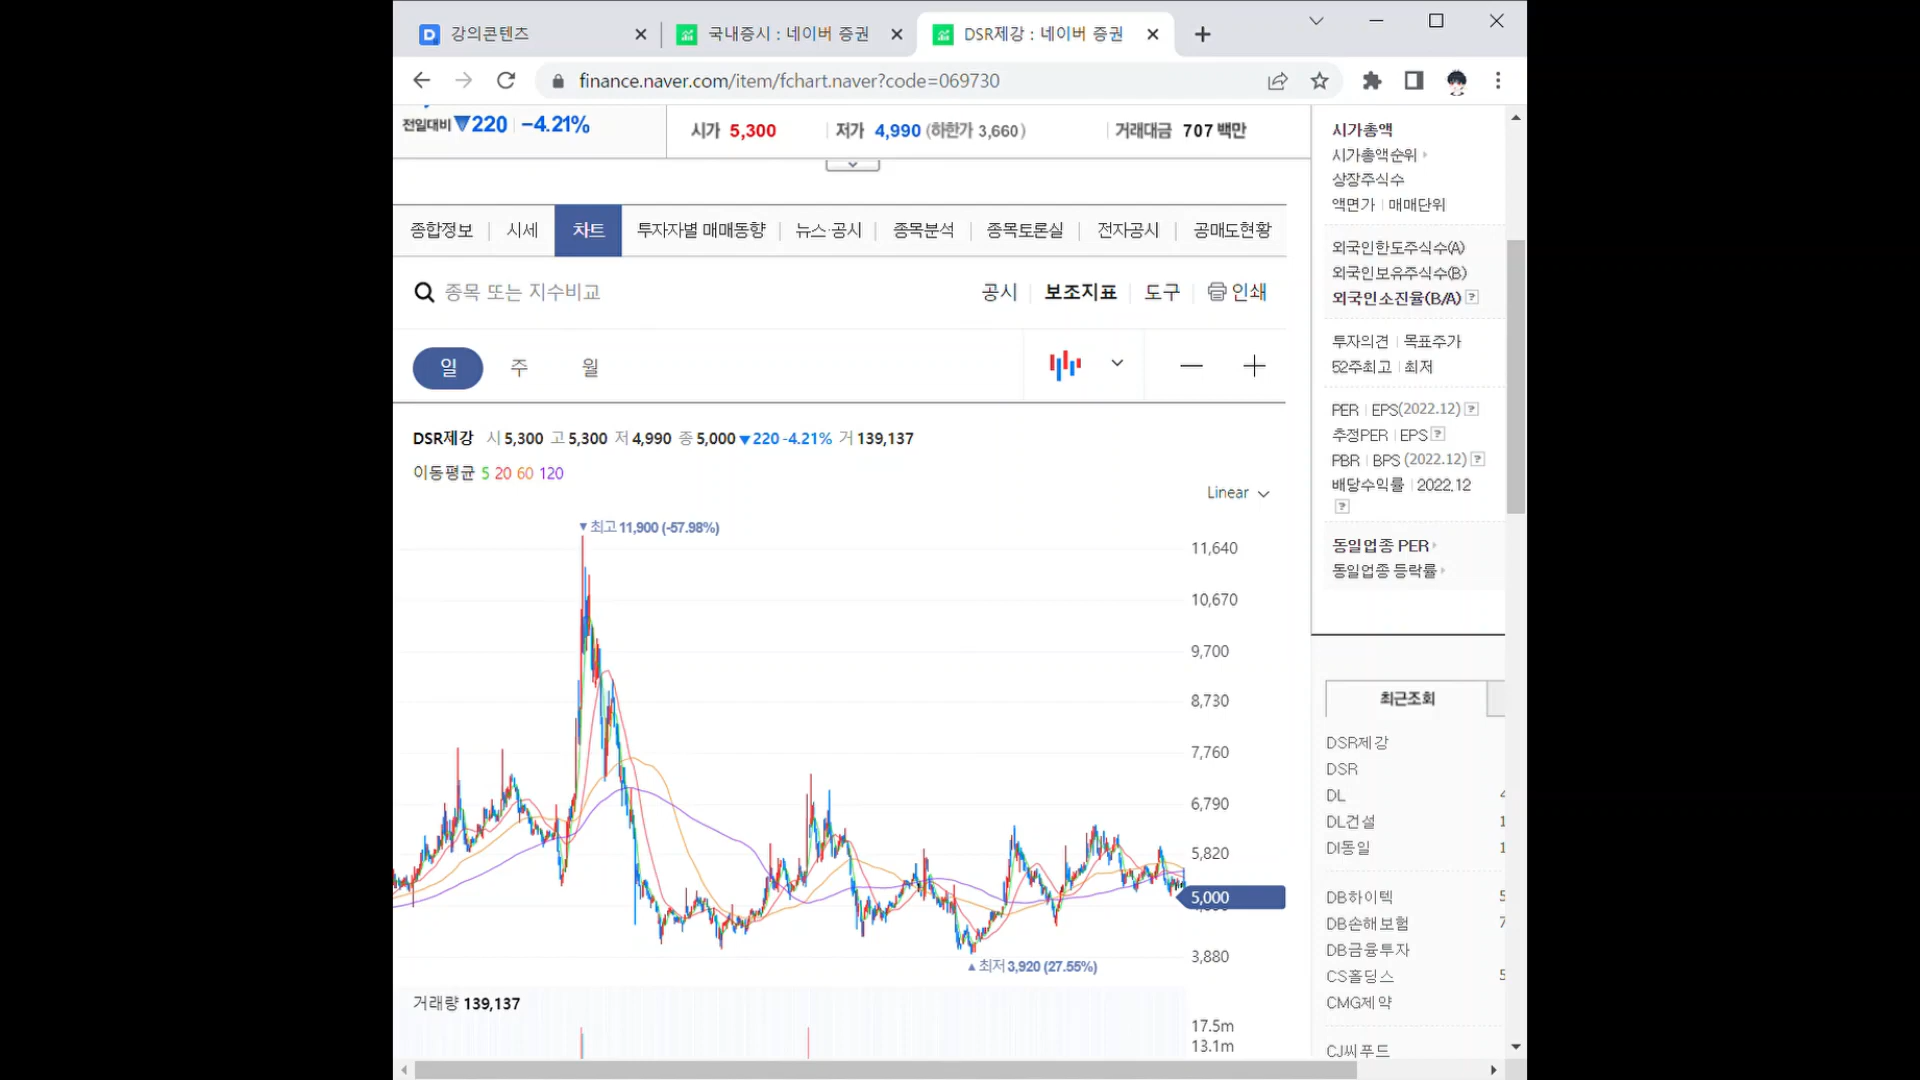 강의콘텐츠
국내증시 : 네이버 증권
DSR제강 : 네이버 증권
finance.naver.com/item/fchart.naver?code=069730
전일대비 ▼220 | -4.21%
시가 5,300 | 저가 4,990 (하한가 3,660) | 거래대금 707 백만
종합정보 | 시세 차트 투자자별 매매동향 | 뉴스·공시 | 종목분석 | 종목토론실 | 전자공시 | 공매도현황
종목 또는 지수비교
공시 | 보조지표 | 도구 | 인쇄
일 주 월
DSR제강 시 5,300 고 5,300 저 4,990 종 5,000 ▼220 -4.21% 거 139,137
이동평균 5 20 60 120
Linear
▼최고 11,900 (-57.98%)
11,640
10,670
9,700
8,730
7,760
6,790
5,820
5,000
3,880
▲최저 3,920 (27.55%)
거래량 139,137
17.5m
13.1m
시가총액
시가총액순위
상장주식수
액면가 | 매매단위
외국인한도주식수(A)
외국인보유주식수(B)
외국인소진율(B/A) ?
투자의견 | 목표주가
52주최고 | 최저
PER | EPS(2022.12) ?
추정PER | EPS ?
PBR | BPS (2022.12) ?
배당수익률 | 2022.12
?
동일업종 PER
동일업종 등락률
최근조회
DSR제강
DSR
DL
DL건설 1
DI동일 1
DB하이텍 5
DB손해보험 7
DB금융투자
CS홀딩스 5
CMG제약
CJ씨푸드